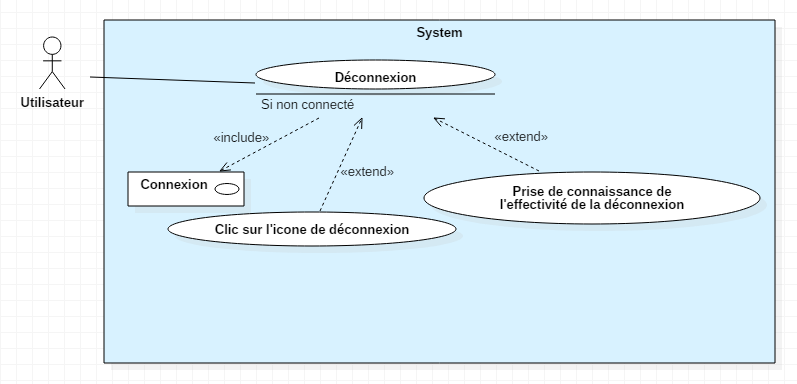 System
Déconnexion
Utilisateur
Si non connecté
«include»
«extend»
«extend»
Connexion
Prise de connaissance de
l'effectivité de la déconnexion
Clic sur l'icone de déconnexion